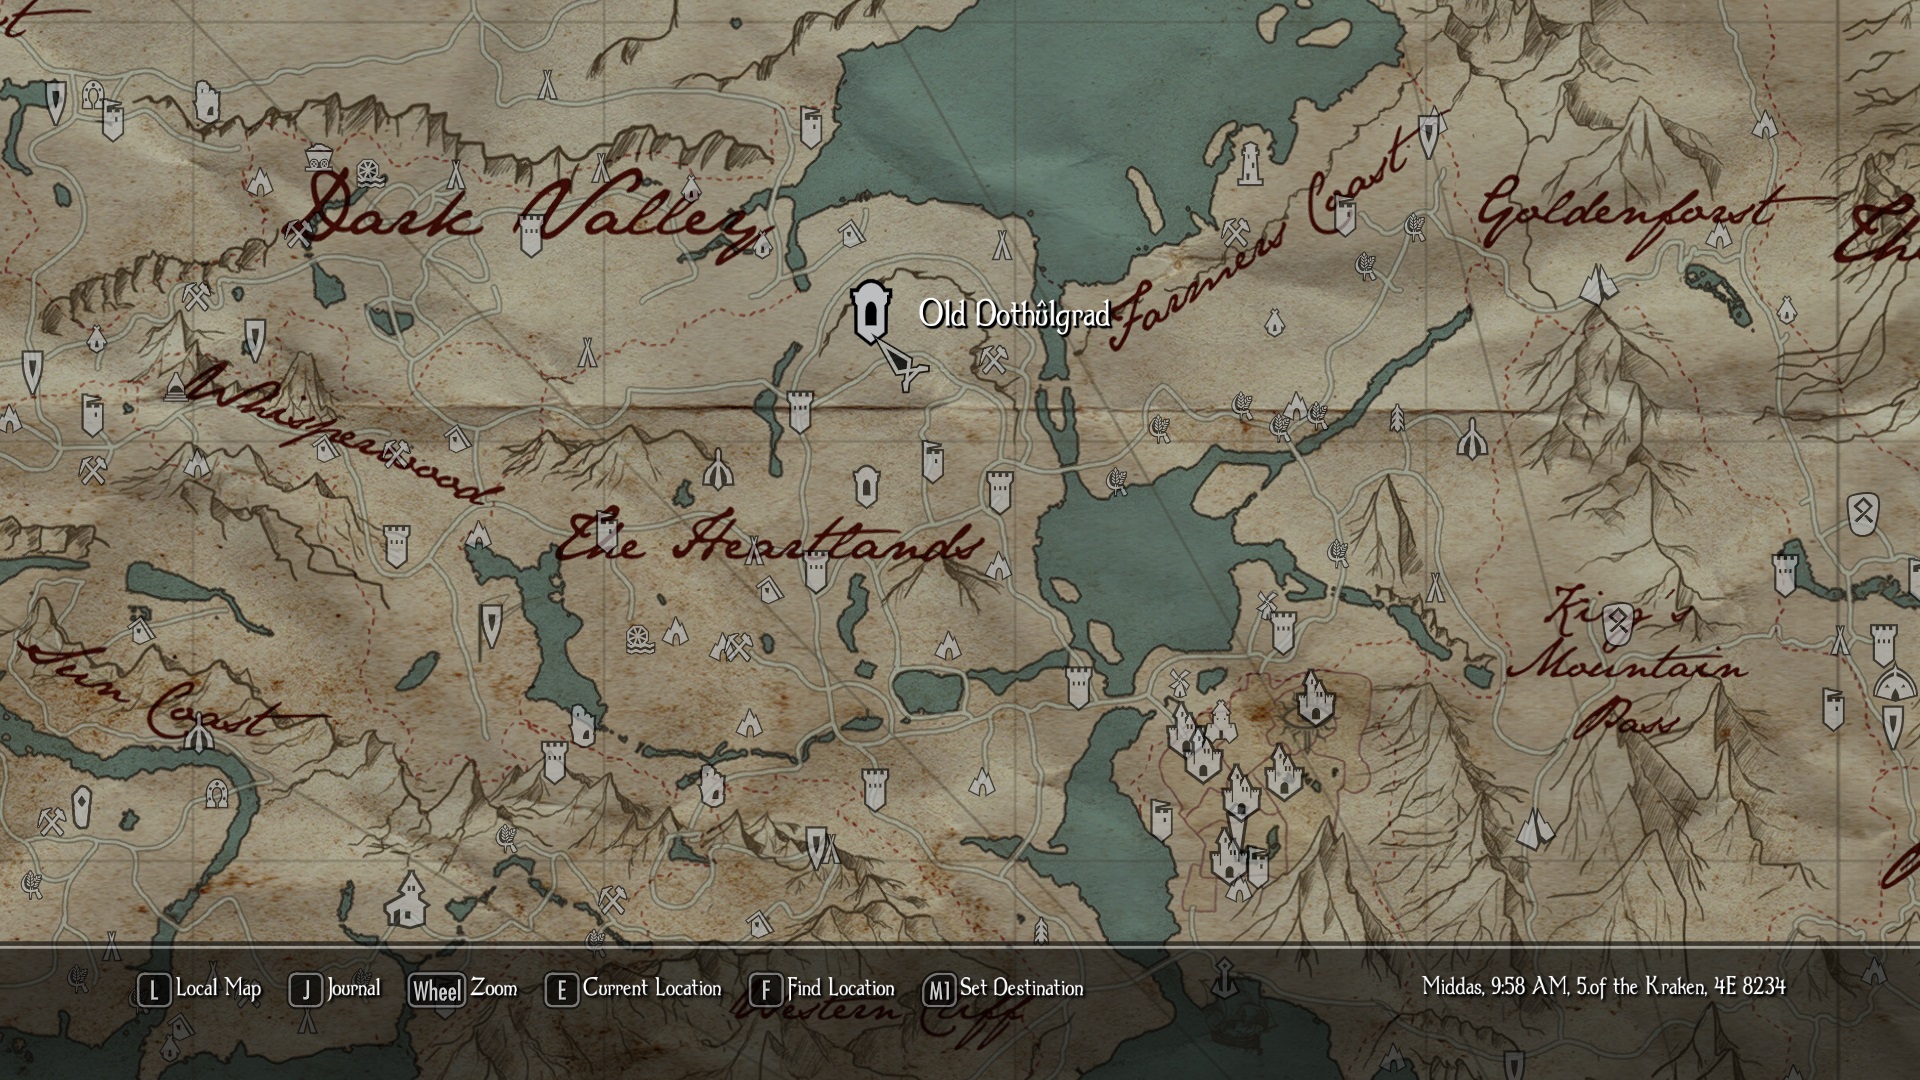 Dark Valley
Farmers Coast
Goldenforst
Old Dothûlgrad
Whisperwood
The Heartlands
King's
Mountain
Pass
Sun Coast
L Local Map J Journal Wheel Zoom E Current Location F Find Location M1 Set Destination Middas, 9:58 AM, 5.of the Kraken, 4E 8234
Western Cliff